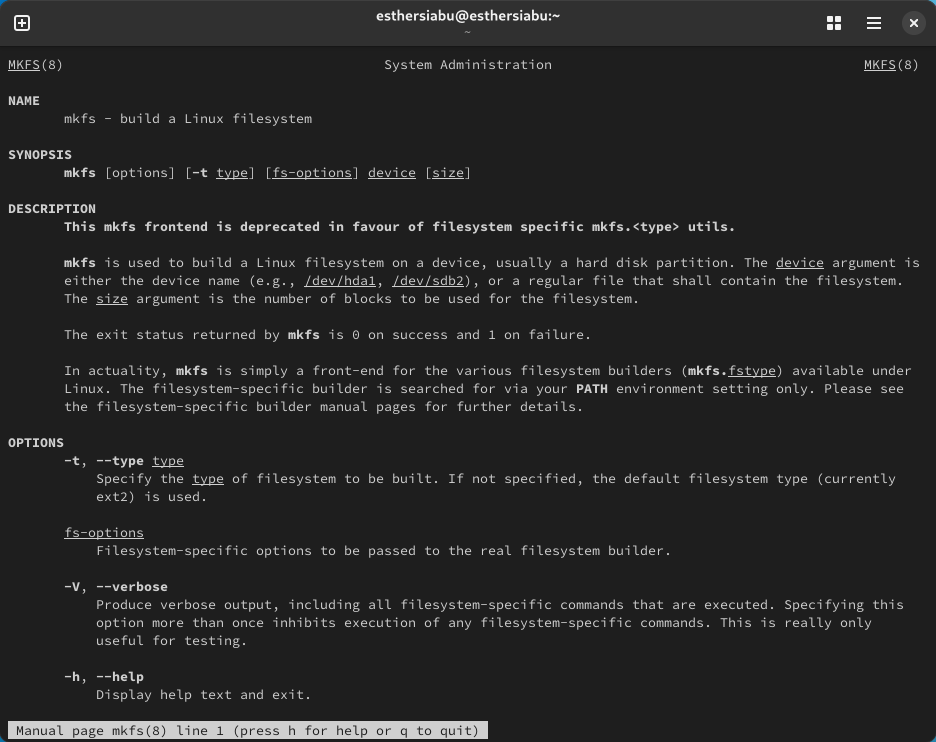 esthersiabu@esthersiabu:~
~
MKFS(8) System Administration MKFS(8)
NAME
mkfs - build a Linux filesystem
SYNOPSIS
mkfs [options] [-t type] [fs-options] device [size]
DESCRIPTION
This mkfs frontend is deprecated in favour of filesystem specific mkfs.<type> utils.
mkfs is used to build a Linux filesystem on a device, usually a hard disk partition. The device argument is
either the device name (e.g., /dev/hda1, /dev/sdb2), or a regular file that shall contain the filesystem.
The size argument is the number of blocks to be used for the filesystem.
The exit status returned by mkfs is 0 on success and 1 on failure.
In actuality, mkfs is simply a front-end for the various filesystem builders (mkfs.fstype) available under
Linux. The filesystem-specific builder is searched for via your PATH environment setting only. Please see
the filesystem-specific builder manual pages for further details.
OPTIONS
-t, --type type
Specify the type of filesystem to be built. If not specified, the default filesystem type (currently
ext2) is used.
fs-options
Filesystem-specific options to be passed to the real filesystem builder.
-V, --verbose
Produce verbose output, including all filesystem-specific commands that are executed. Specifying this
option more than once inhibits execution of any filesystem-specific commands. This is really only
useful for testing.
-h, --help
Display help text and exit.
Manual page mkfs(8) line 1 (press h for help or q to quit)